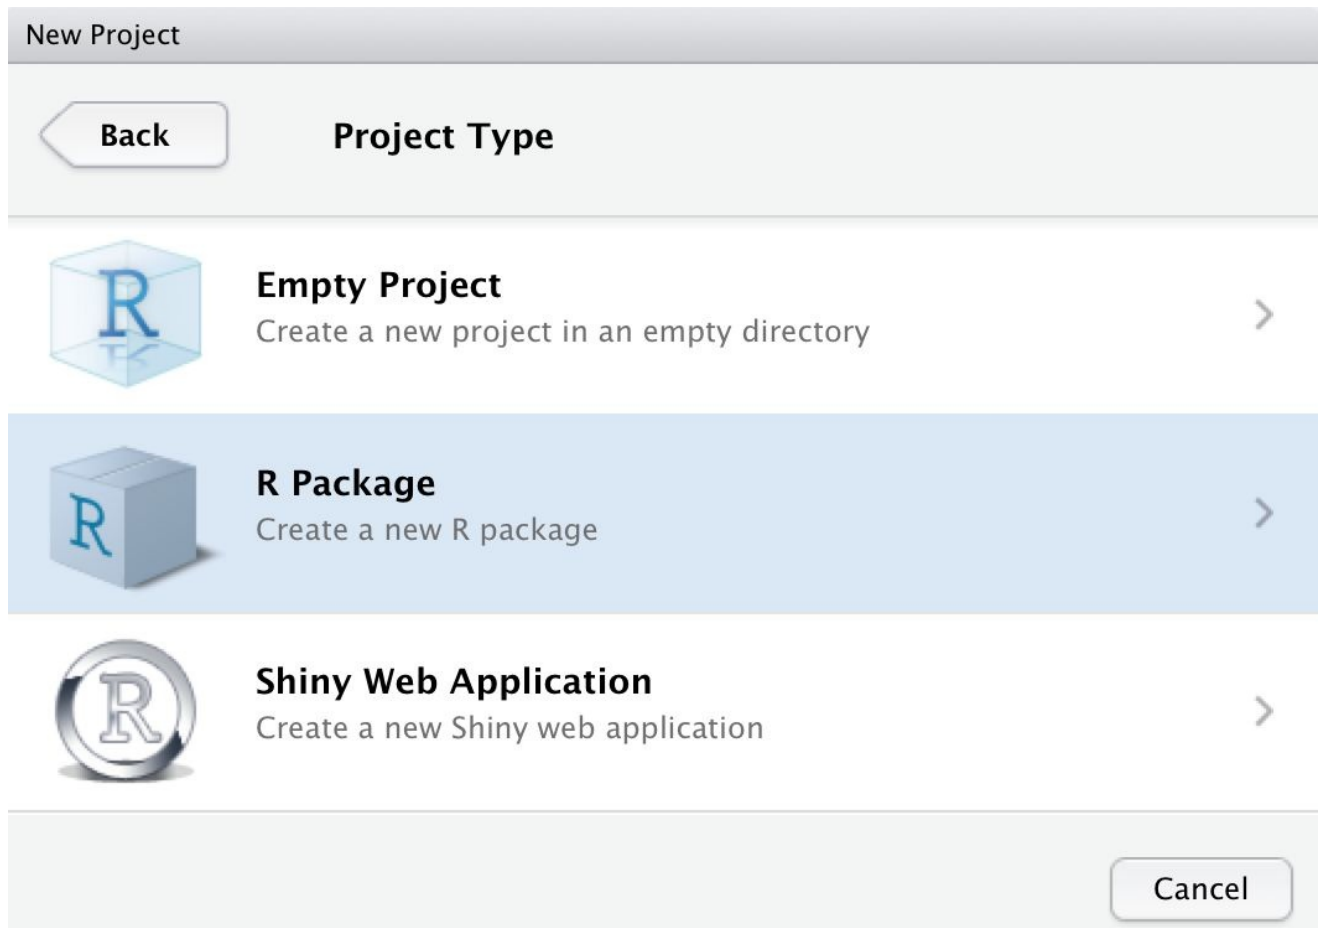 New Project
Back
Project Type
R
Empty Project
Create a new project in an empty directory
R
R Package
Create a new R package
R
Shiny Web Application
Create a new Shiny web application
Cancel